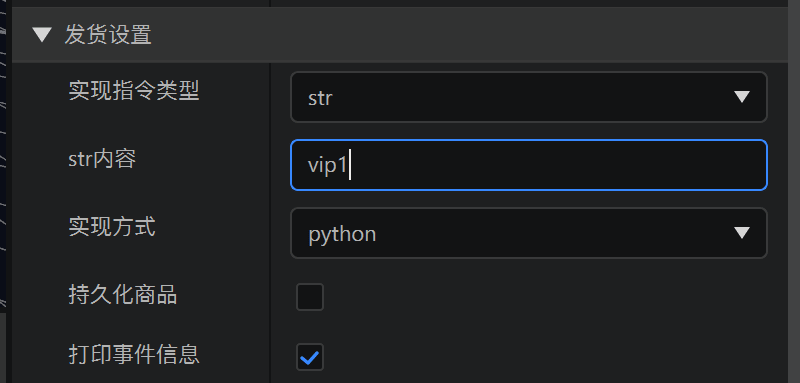 发货设置
实现指令类型
str
str内容
vip1
实现方式
python
持久化商品
打印事件信息